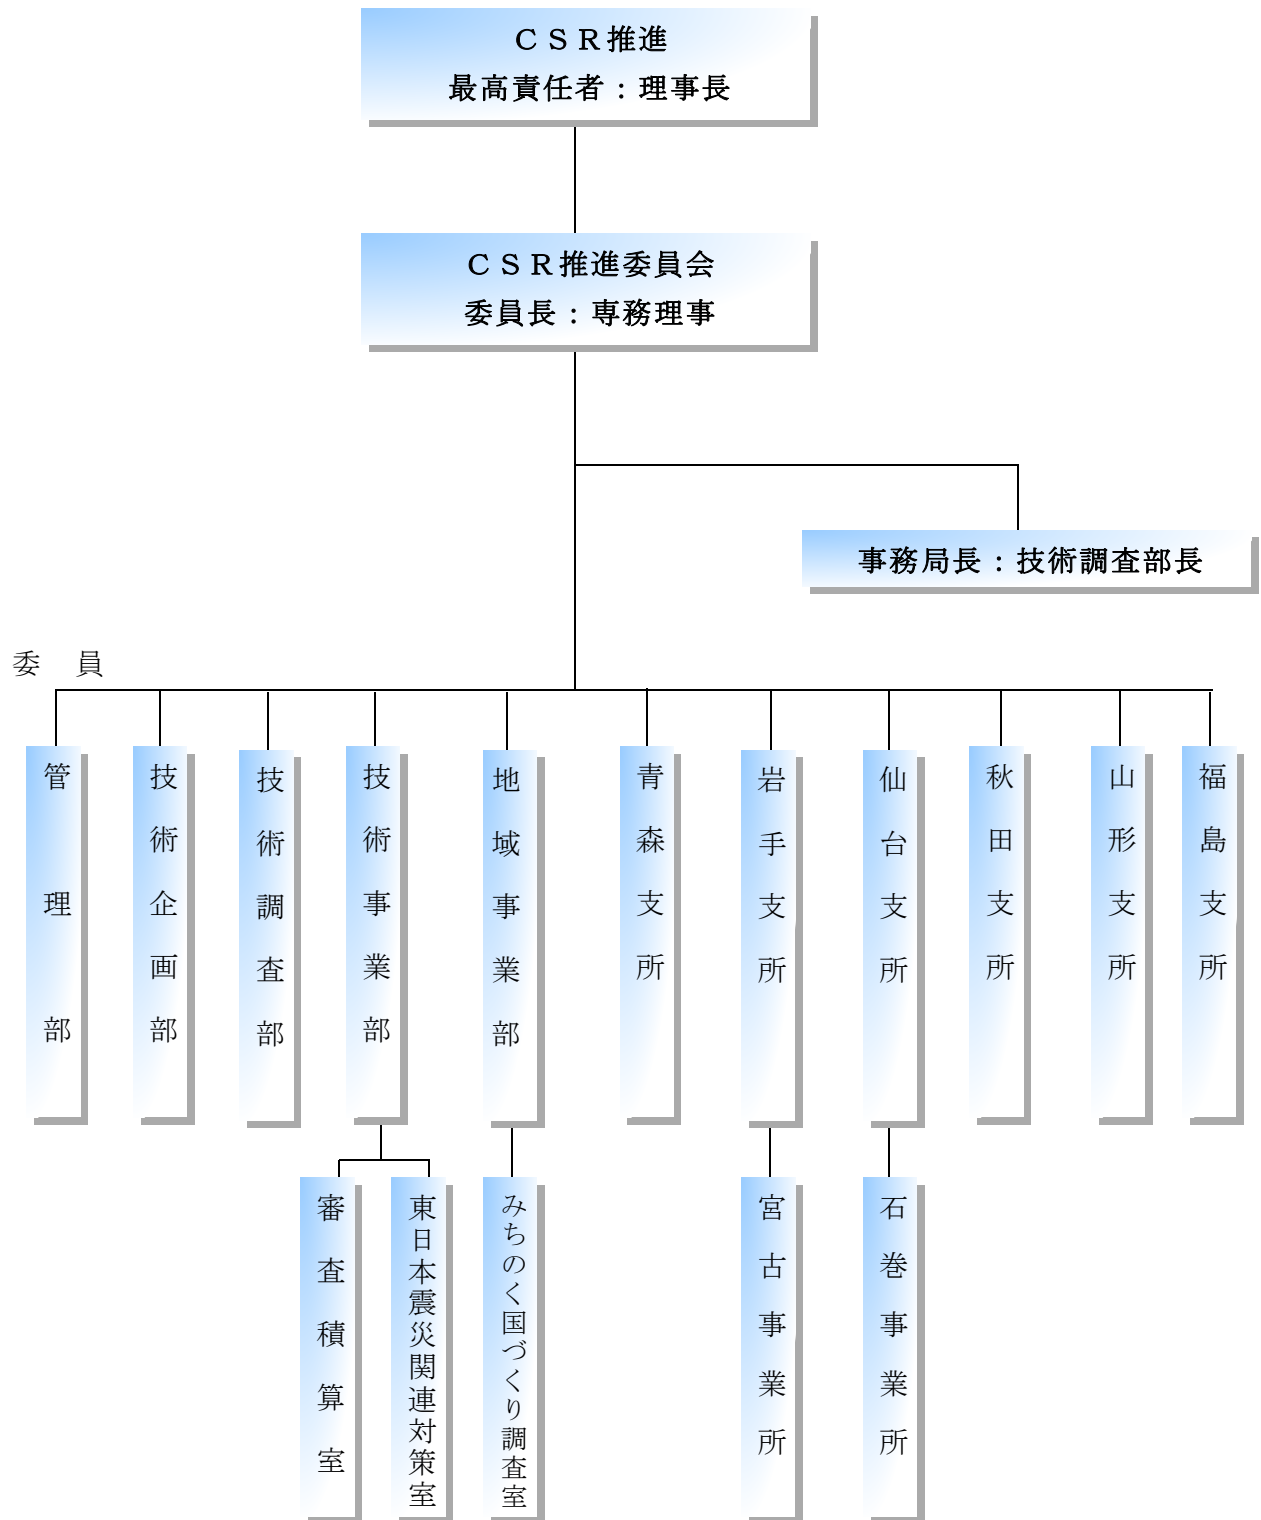 ＣＳＲ推進
最高責任者：理事長
ＣＳＲ推進委員会
委員長：専務理事
事務局長：技術調査部長
委　員
管理部
技術企画部
技術調査部
技術事業部
地域事業部
青森支所
岩手支所
仙台支所
秋田支所
山形支所
福島支所
審査積算室
東日本震災関連対策室
みちのく国づくり調査室
宮古事業所
石巻事業所